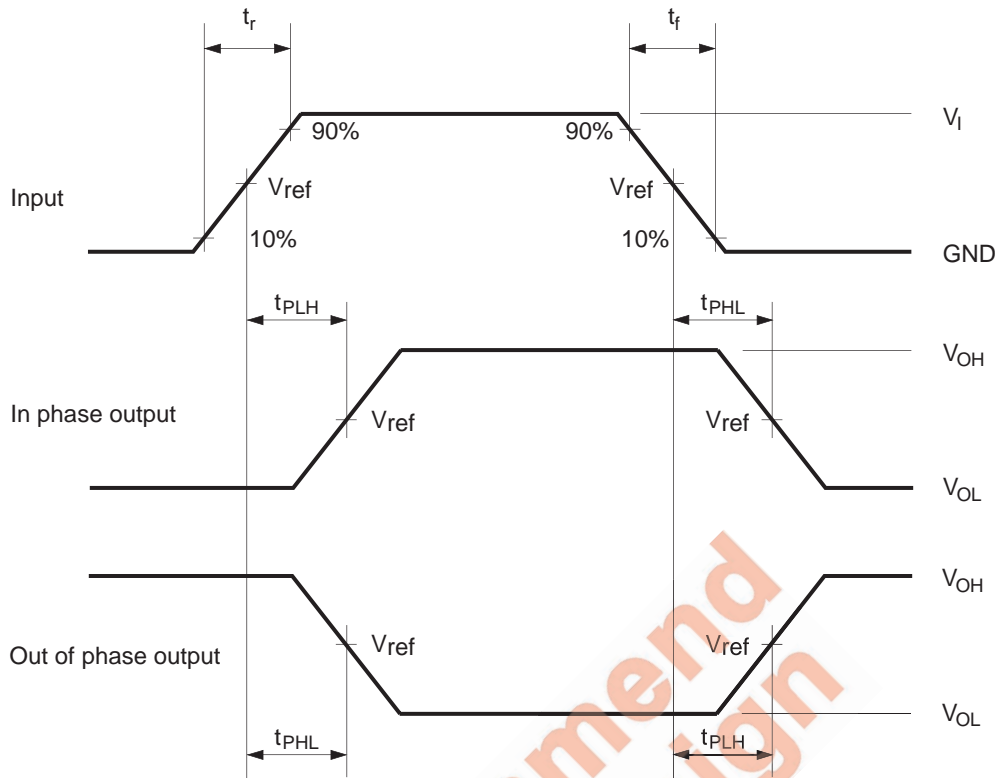 tr
tf
VI
90%
90%
Input
Vref
Vref
10%
10%
GND
tPLH
tPHL
VOH
In phase output
Vref
Vref
VOL
VOH
Out of phase output
Vref
Vref
VOL
tPHL
tPLH